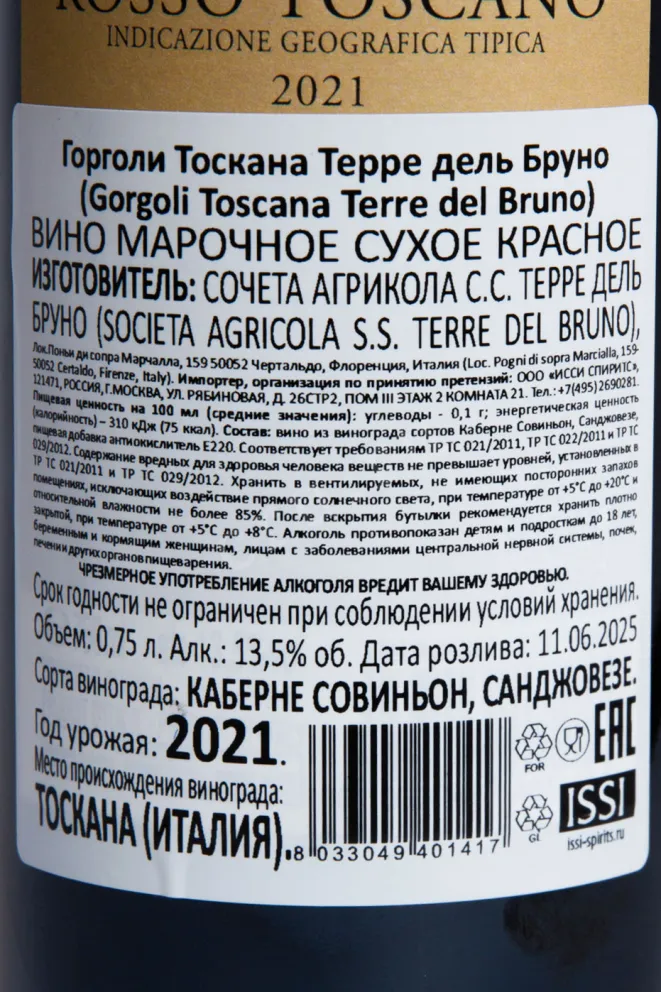 ROSSO TOSCANO
INDICAZIONE GEOGRAFICA TIPICA
2021
Горголи Тоскана Терре дель Бруно
(Gorgoli Toscana Terre del Bruno)
ВИНО МАРОЧНОЕ СУХОЕ КРАСНОЕ
ИЗГОТОВИТЕЛЬ: СОЧЕТА АГРИКОЛА С.С. ТЕРРЕ ДЕЛЬ
БРУНО (SOCIETA AGRICOLA S.S. TERRE DEL BRUNO),
Лок.Поньи ди сопра Марчалла, 159 50052 Чертальдо, Флоренция, Италия (Loc. Pogni di sopra Marcialla, 159-
50052 Certaldo, Firenze, Italy). Импортер, организация по принятию претензий: ООО «ИССИ СПИРИТС»,
121471, РОССИЯ, Г.МОСКВА, УЛ. РЯБИНОВАЯ, Д. 26СТР2, ПОМ III ЭТАЖ 2 КОМНАТА 21. Тел.:+7(495)2690281.
Пищевая ценность на 100 мл (средние значения): углеводы - 0,1 г; энергетическая ценность
(калорийность) – 310 кДж (75 ккал). Состав: вино из винограда сортов Каберне Совиньон, Санджовезе,
пищевая добавка антиокислитель Е220. Соответствует требованиям ТР ТС 021/2011, ТР ТС 022/2011 и ТР ТС
029/2012. Содержание вредных для здоровья человека веществ не превышает уровней, установленных в
ТР ТС 021/2011 и ТР ТС 029/2012. Хранить в вентилируемых, не имеющих посторонних запахов
помещениях, исключающих воздействие прямого солнечного света, при температуре от +5°С до +20°С и
относительной влажности не более 85%. После вскрытия бутылки рекомендуется хранить плотно
закрытой, при температуре от +5°С до +8°С. Алкоголь противопоказан детям и подросткам до 18 лет,
беременным и кормящим женщинам, лицам с заболеваниями центральной нервной системы, почек,
печени и других органов пищеварения.
ЧРЕЗМЕРНОЕ УПОТРЕБЛЕНИЕ АЛКОГОЛЯ ВРЕДИТ ВАШЕМУ ЗДОРОВЬЮ.
Срок годности не ограничен при соблюдении условий хранения.
Объем: 0,75 л. Алк.: 13,5% об. Дата розлива: 11.06.2025
Сорта винограда: КАБЕРНЕ СОВИНЬОН, САНДЖОВЕЗЕ.
Год урожая: 2021.
Место происхождения винограда:
ТОСКАНА (ИТАЛИЯ).
8 033049 401417
FOR
EAC
GL
ISSI
issi-spirits.ru